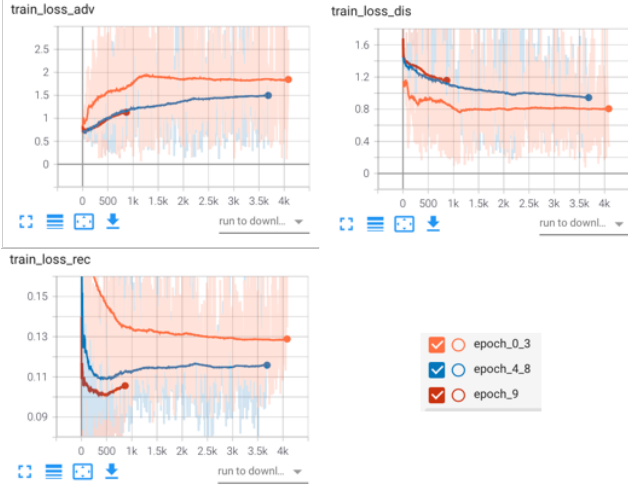 train_loss_adv
2.5
2
1.5
1
0.5
0
0 500 1k 1.5k 2k 2.5k 3k 3.5k 4k
run to downl...
train_loss_dis
1.6
1.2
0.8
0.4
0
0 500 1k 1.5k 2k 2.5k 3k 3.5k 4k
run to downl...
train_loss_rec
0.15
0.13
0.11
0.09
0 500 1k 1.5k 2k 2.5k 3k 3.5k 4k
run to downl...
epoch_0_3
epoch_4_8
epoch_9